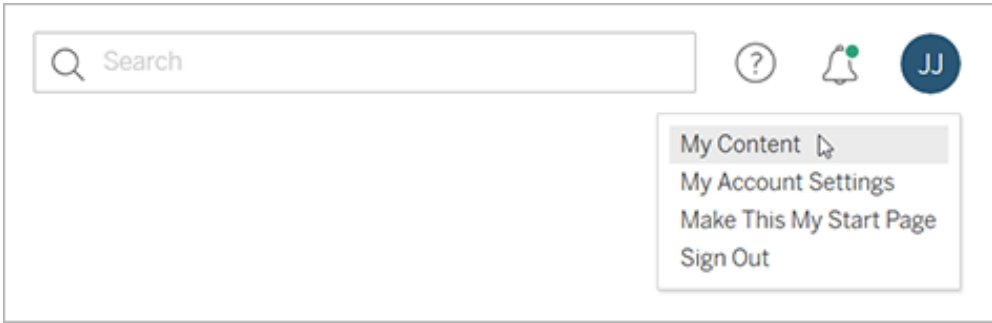 Search
?
JJ
My Content
My Account Settings
Make This My Start Page
Sign Out